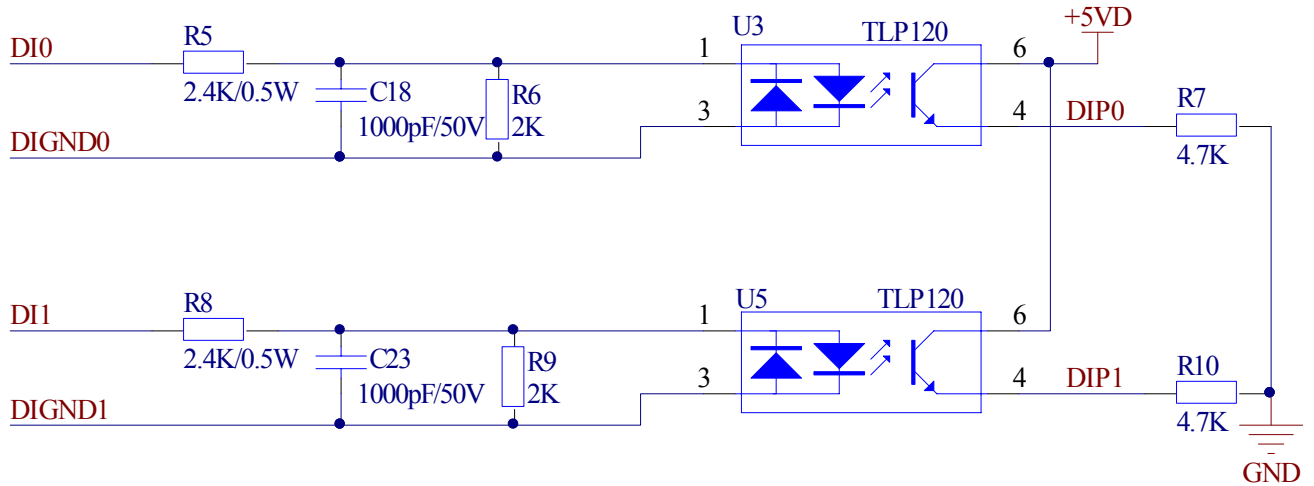 +5VD
R5
U3
TLP120
DI0
1
6
2.4K/0.5W
C18
R6
R7
1000pF/50V
2K
3
4
DIP0
DIGND0
4.7K
R8
U5
TLP120
DI1
1
6
2.4K/0.5W
C23
R9
R10
1000pF/50V
2K
3
4
DIP1
DIGND1
4.7K
GND